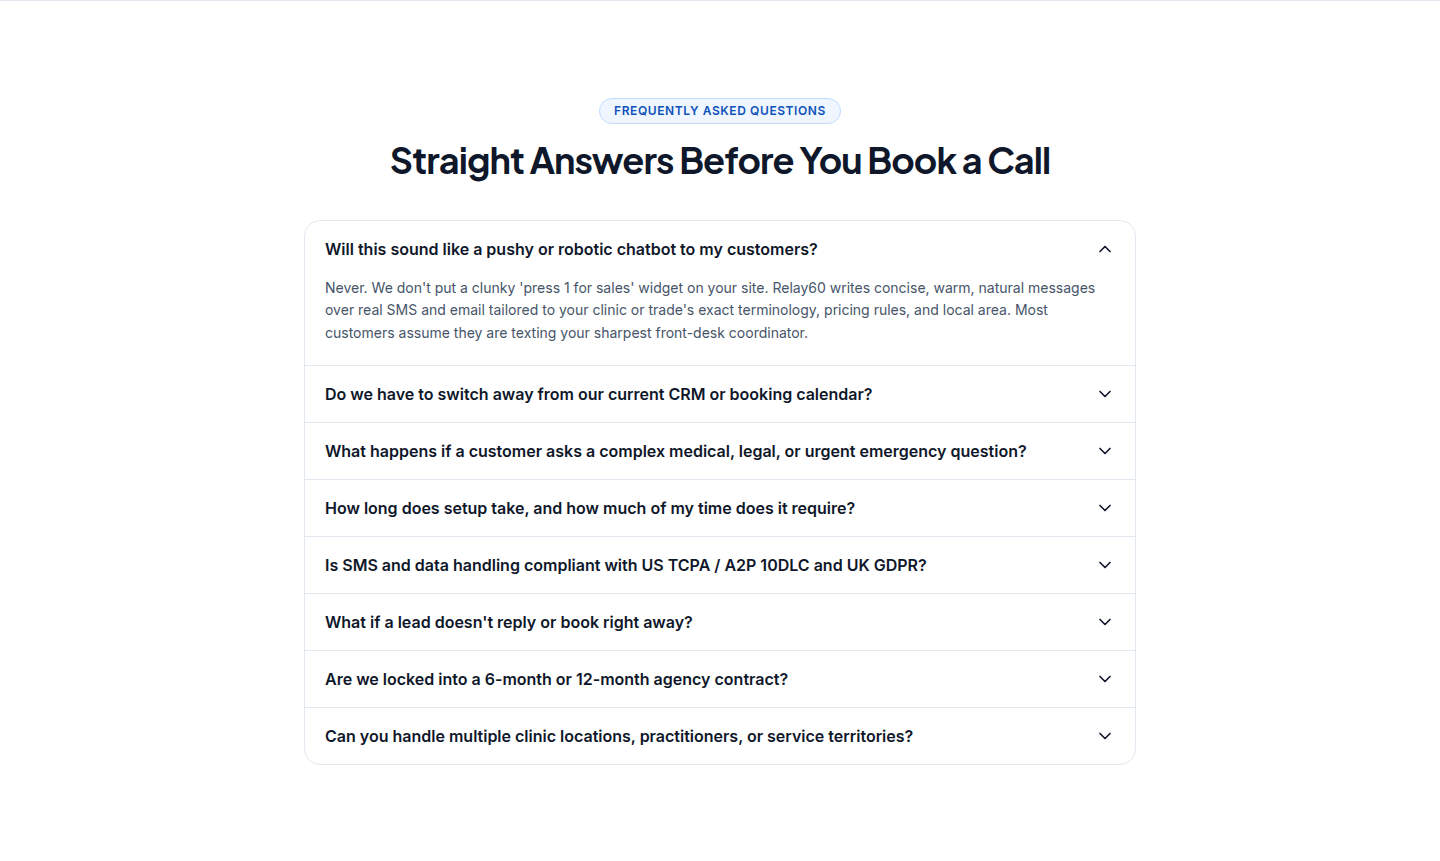 FREQUENTLY ASKED QUESTIONS
Straight Answers Before You Book a Call
Will this sound like a pushy or robotic chatbot to my customers?
Never. We don't put a clunky 'press 1 for sales' widget on your site. Relay60 writes concise, warm, natural messages
over real SMS and email tailored to your clinic or trade's exact terminology, pricing rules, and local area. Most
customers assume they are texting your sharpest front-desk coordinator.
Do we have to switch away from our current CRM or booking calendar?
What happens if a customer asks a complex medical, legal, or urgent emergency question?
How long does setup take, and how much of my time does it require?
Is SMS and data handling compliant with US TCPA / A2P 10DLC and UK GDPR?
What if a lead doesn't reply or book right away?
Are we locked into a 6-month or 12-month agency contract?
Can you handle multiple clinic locations, practitioners, or service territories?